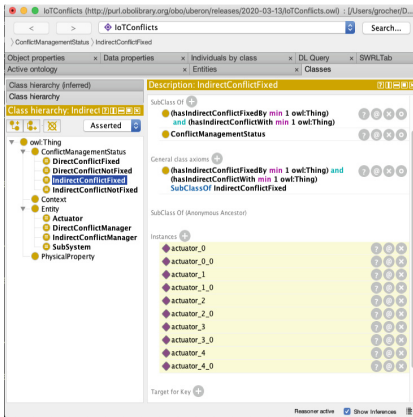 IoTConflicts (http://purl.obolibrary.org/obo/uberon/releases/2020-03-13/IoTConflicts.owl) : [/Users/grocher/D...
< > IoTConflicts Search...
ConflictManagementStatus IndirectConflictFixed
Object properties × Data properties × Individuals by class × DL Query × SWRLTab
Active ontology × Entities × Classes
Class hierarchy (inferred)
Class hierarchy
Class hierarchy: Indirect
Asserted
owl:Thing
ConflictManagementStatus
DirectConflictFixed
DirectConflictNotFixed
IndirectConflictFixed
IndirectConflictNotFixed
Context
Entity
Actuator
DirectConflictManager
IndirectConflictManager
SubSystem
PhysicalProperty
Description: IndirectConflictFixed
SubClass Of
(hasIndirectConflictFixedBy min 1 owl:Thing)
and (hasIndirectConflictWith min 1 owl:Thing)
ConflictManagementStatus
General class axioms
(hasIndirectConflictFixedBy min 1 owl:Thing) and
(hasIndirectConflictWith min 1 owl:Thing)
SubClassOf IndirectConflictFixed
SubClass Of (Anonymous Ancestor)
Instances
actuator_0
actuator_0_0
actuator_1
actuator_1_0
actuator_2
actuator_2_0
actuator_3
actuator_3_0
actuator_4
actuator_4_0
Target for Key
Reasoner active Show Inferences